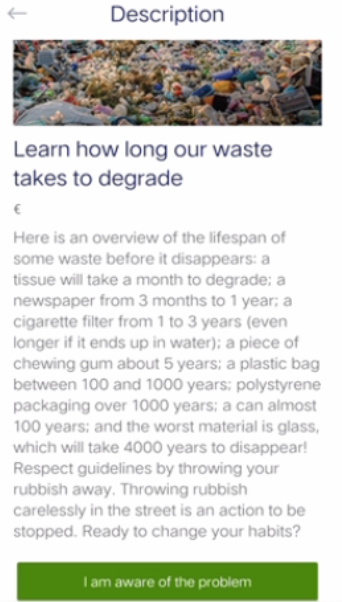 Description
Learn how long our waste
takes to degrade
€
Here is an overview of the lifespan of
some waste before it disappears: a
tissue will take a month to degrade; a
newspaper from 3 months to 1 year; a
cigarette filter from 1 to 3 years (even
longer if it ends up in water); a piece of
chewing gum about 5 years; a plastic bag
between 100 and 1000 years; polystyrene
packaging over 1000 years; a can almost
100 years; and the worst material is glass,
which will take 4000 years to disappear!
Respect guidelines by throwing your
rubbish away. Throwing rubbish
carelessly in the street is an action to be
stopped. Ready to change your habits?
I am aware of the problem